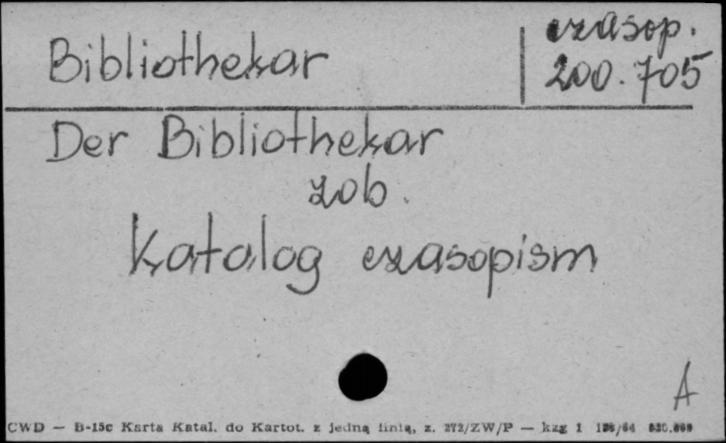 Bibliothekar
czasop.
200.705
Der Bibliothekar
zob.
Katalog czasopism
A
CWD — B-15c Karta Katal. do Kartot. z jedną linią, z. 272/ZW/P — kzg 1